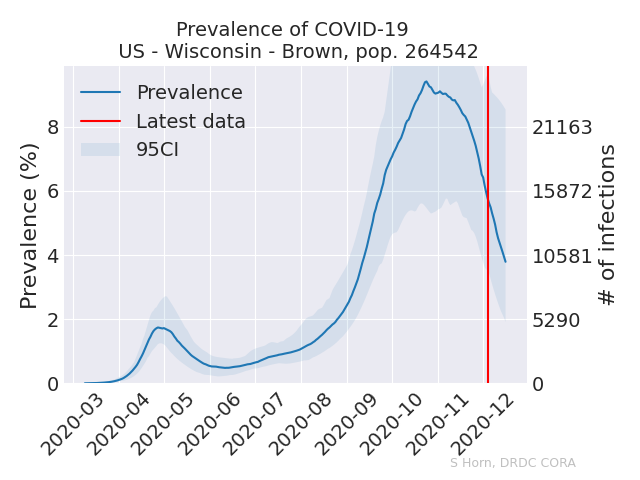 Prevalence of COVID-19
US - Wisconsin - Brown, pop. 264542
Prevalence
Latest data
95CI
Prevalence (%)
8
6
4
2
0
21163
15872
10581
5290
0
# of infections
2020-03
2020-04
2020-05
2020-06
2020-07
2020-08
2020-09
2020-10
2020-11
2020-12
S Horn, DRDC CORA